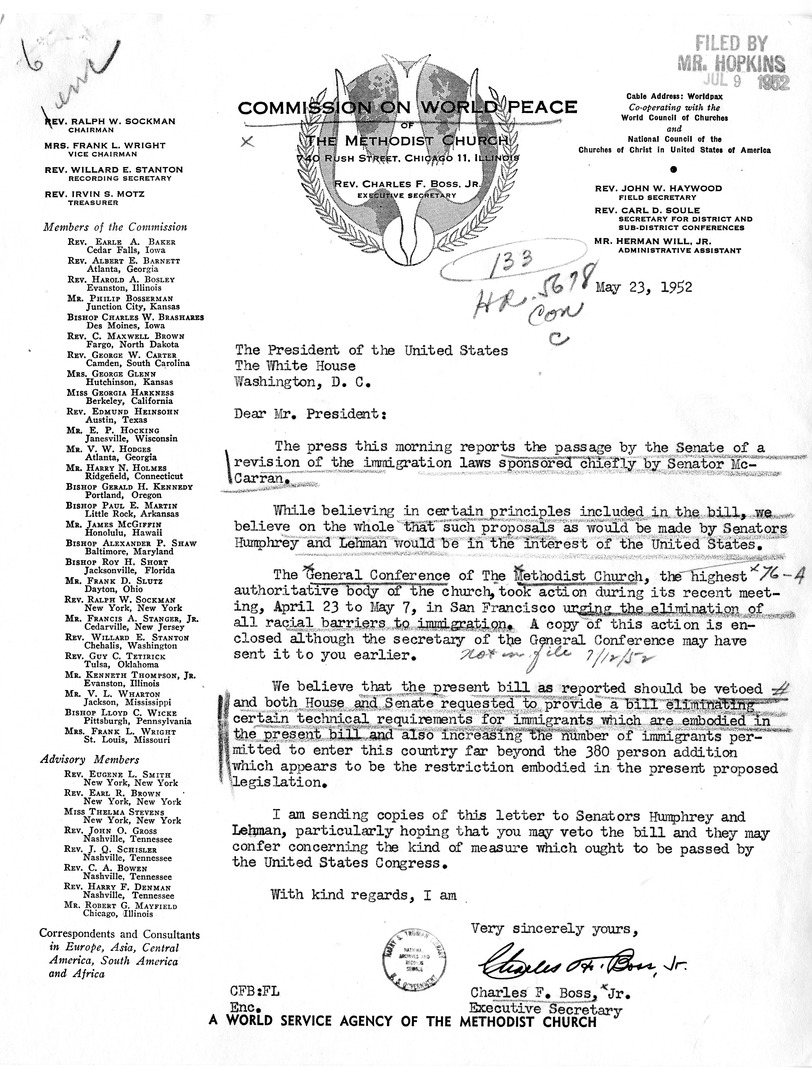 FILED BY
MR. HOPKINS
JUL 9 1952
6
COMMISSION ON WORLD PEACE
OF
THE METHODIST CHURCH
740 RUSH STREET, CHICAGO 11, ILLINOIS
REV. CHARLES F. BOSS, JR.
EXECUTIVE SECRETARY
Cable Address: Worldpax
Co-operating with the
World Council of Churches
and
National Council of the
Churches of Christ in United States of America
REV. JOHN W. HAYWOOD
FIELD SECRETARY
REV. CARL D. SOULE
SECRETARY FOR DISTRICT AND
SUB-DISTRICT CONFERENCES
MR. HERMAN WILL, JR.
ADMINISTRATIVE ASSISTANT
REV. RALPH W. SOCKMAN
CHAIRMAN
MRS. FRANK L. WRIGHT
VICE CHAIRMAN
REV. WILLARD E. STANTON
RECORDING SECRETARY
REV. IRVIN S. MOTZ
TREASURER
Members of the Commission
REV. EARLE A. BAKER
Cedar Falls, Iowa
REV. ALBERT E. BARNETT
Atlanta, Georgia
REV. HAROLD A. BOSLEY
Evanston, Illinois
MR. PHILIP BOSSERMAN
Junction City, Kansas
BISHOP CHARLES W. BRASHARES
Des Moines, Iowa
REV. C. MAXWELL BROWN
Fargo, North Dakota
REV. GEORGE W. CARTER
Camden, South Carolina
MRS. GEORGE GLENN
Hutchinson, Kansas
MISS GEORGIA HARKNESS
Berkeley, California
REV. EDMUND HEINSOHN
Austin, Texas
MR. E. P. HOCKING
Janesville, Wisconsin
MR. V. W. HODGES
Atlanta, Georgia
MR. HARRY N. HOLMES
Ridgefield, Connecticut
BISHOP GERALD H. KENNEDY
Portland, Oregon
BISHOP PAUL E. MARTIN
Little Rock, Arkansas
MR. JAMES MCGIFFIN
Honolulu, Hawaii
BISHOP ALEXANDER P. SHAW
Baltimore, Maryland
BISHOP ROY H. SHORT
Jacksonville, Florida
MR. FRANK D. SLUTZ
Dayton, Ohio
REV. RALPH W. SOCKMAN
New York, New York
MR. FRANCIS A. STANGER, JR.
Cedarville, New Jersey
REV. WILLARD E. STANTON
Chehalis, Washington
REV. GUY C. TETIRICK
Tulsa, Oklahoma
MR. KENNETH THOMPSON, JR.
Evanston, Illinois
MR. V. L. WHARTON
Jackson, Mississippi
BISHOP LLOYD C. WICKE
Pittsburg, Pennsylvania
MRS. FRANK L. WRIGHT
St. Louis, Missouri
Advisory Members
REV. EUGENE L. SMITH
New York, New York
REV. EARL R. BROWN
New York, New York
MISS THELMA STEVENS
New York, New York
REV. JOHN O. GROSS
Nashville, Tennessee
REV. J. Q. SCHISLER
Nashville, Tennessee
REV. C. A. BOWEN
Nashville, Tennessee
REV. HARRY F. DENMAN
Nashville, Tennessee
MR. ROBERT G. MAYFIELD
Chicago, Illinois
Correspondents and Consultants
in Europe, Asia, Central
America, South America
and Africa
133
HR. 5678
Con
C
May 23, 1952
The President of the United States
The White House
Washington, D. C.
Dear Mr. President:
The press this morning reports the passage by the Senate of a
revision of the immigration laws sponsored chiefly by Senator Mc-
Carran.
While believing in certain principles included in the bill, we
believe on the whole that such proposals as would be made by Senators
Humphrey and Lehman would be in the interest of the United States.
The General Conference of The Methodist Church, the highest x76-A
authoritative body of the church, took action during its recent meet-
ing, April 23 to May 7, in San Francisco urging the elimination of
all racial barriers to immigration. A copy of this action is en-
closed although the secretary of the General Conference may have
sent it to you earlier. not in file 7/12/52
We believe that the present bill as reported should be vetoed
and both House and Senate requested to provide a bill eliminating
certain technical requirements for immigrants which are embodied in
the present bill and also increasing the number of immigrants per-
mitted to enter this country far beyond the 380 person addition
which appears to be the restriction embodied in the present proposed
legislation.
I am sending copies of this letter to Senators Humphrey and
Lehman, particularly hoping that you may veto the bill and they may
confer concerning the kind of measure which ought to be passed by
the United States Congress.
With kind regards, I am
Very sincerely yours,
HARRY S. TRUMAN LIBRARY
NATIONAL
ARCHIVES AND
RECORDS
SERVICE
U. S. GOVERNMENT
Charles F. Boss, Jr.
CFB:FL
Enc.
Charles F. Boss, Jr.
Executive Secretary
A WORLD SERVICE AGENCY OF THE METHODIST CHURCH